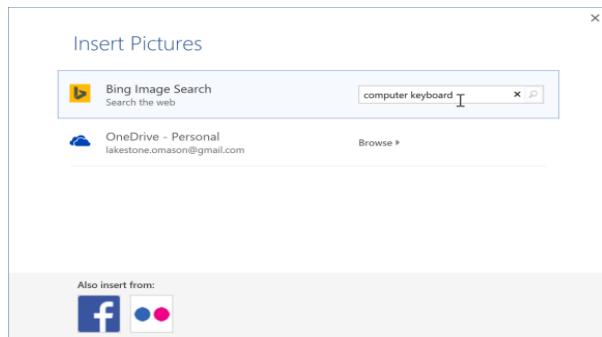 Insert Pictures
Bing Image Search
Search the web
computer keyboard
OneDrive - Personal
lakestone.omason@gmail.com
Browse
Also insert from: